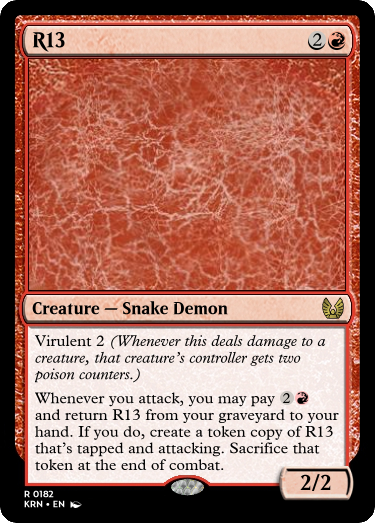 R13 2
Creature — Snake Demon
Virulent 2 (Whenever this deals damage to a
creature, that creature's controller gets two
poison counters.)
Whenever you attack, you may pay 2
and return R13 from your graveyard to your
hand. If you do, create a token copy of R13
that's tapped and attacking. Sacrifice that
token at the end of combat.
2/2
R 0182
KRN • EN